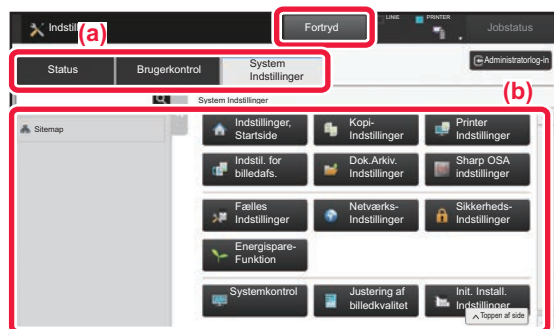 Indstil
(a)
Fortryd
LINIE
PRINTER
Jobstatus
Status
Brugerkontrol
System
Indstillinger
Administratorlog-in
(b)
System Indstillinger
Sitemap
Indstillinger,
Startside
Kopi-
Indstillinger
Printer
Indstillinger
Indstil. for
billedafs.
Dok.Arkiv.
Indstillinger
Sharp OSA
indstillinger
Fælles
Indstillinger
Netværks-
Indstillinger
Sikkerheds-
Indstillinger
Energispare-
Funktion
Systemkontrol
Justering af
billedkvalitet
Init. Install.
Indstillinger
Toppen af side